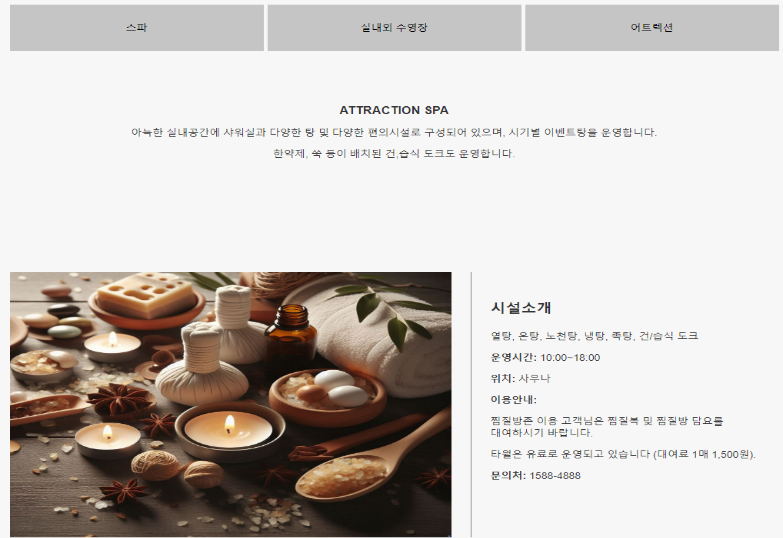 스파
실내외 수영장
어트렉션
ATTRACTION SPA
아늑한 실내공간에 샤워실과 다양한 탕 및 다양한 편의시설로 구성되어 있으며, 시기별 이벤트탕을 운영합니다.
한약제, 쑥 등이 배치된 건,습식 도크도 운영합니다.
시설소개
열탕, 온탕, 노천탕, 냉탕, 족탕, 건/습식 도크
운영시간: 10:00~18:00
위치: 사우나
이용안내:
찜질방존 이용 고객님은 찜질복 및 찜질방 담요를
대여하시기 바랍니다.
타월은 유료로 운영되고 있습니다 (대여료 1매 1,500원).
문의처: 1588-4888